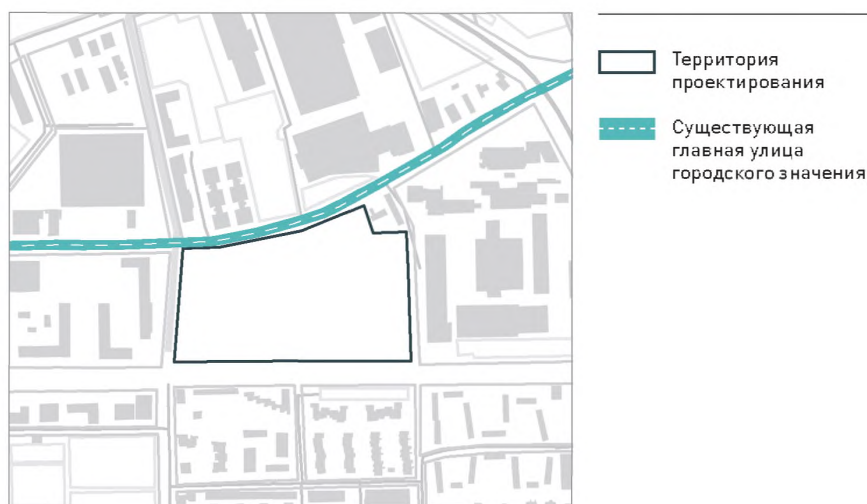 Территория
проектирования
Существующая
главная улица
городского значения